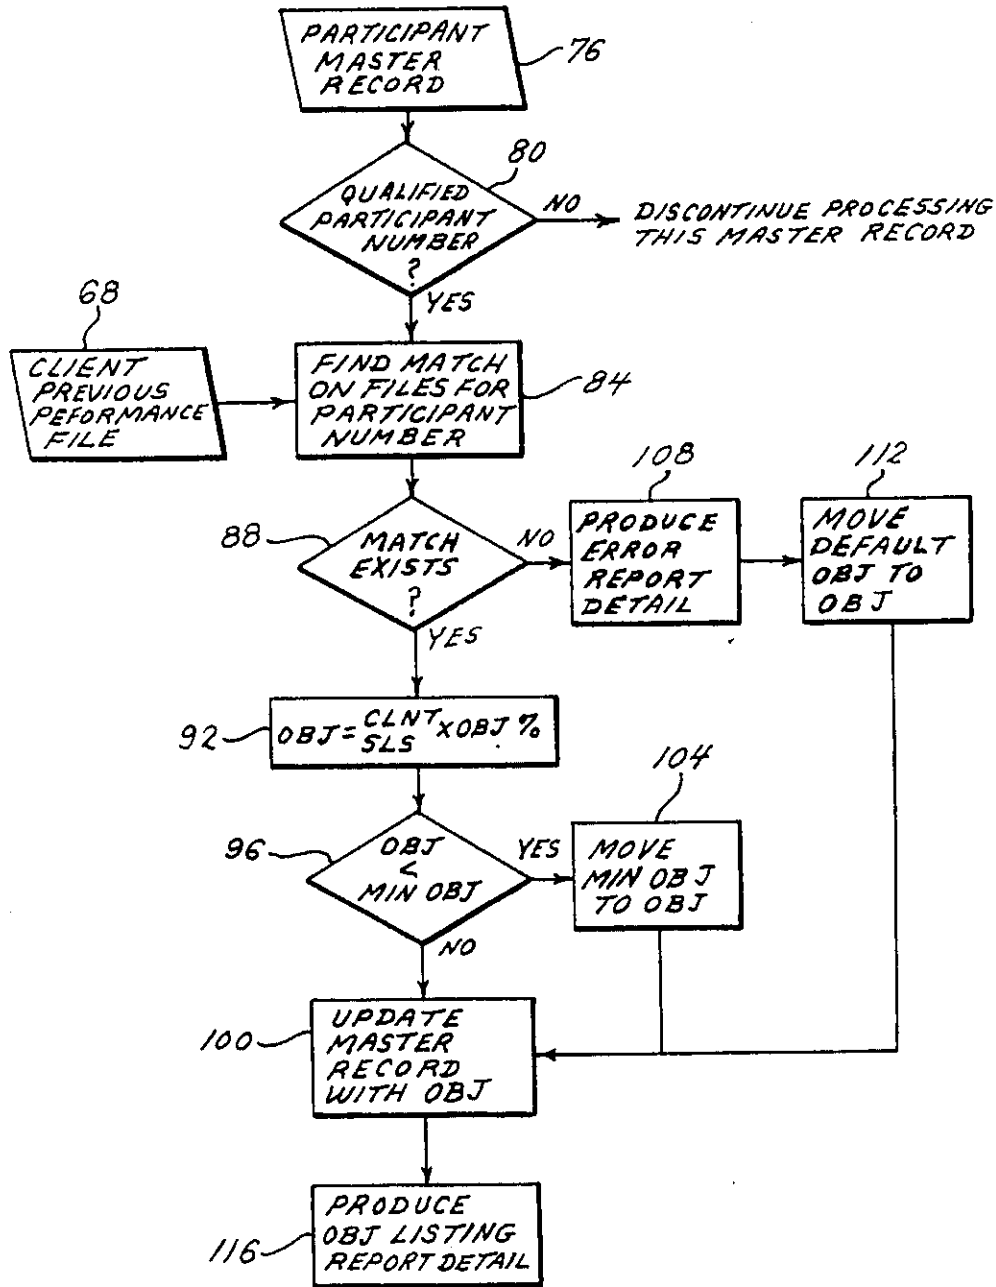 PARTICIPANT
MASTER
RECORD
76
80
QUALIFIED
PARTICIPANT
NUMBER
?
NO
DISCONTINUE PROCESSING
THIS MASTER RECORD
YES
68
CLIENT
PREVIOUS
PEFORMANCE
FILE
FIND MATCH
ON FILES FOR
PARTICIPANT
NUMBER
84
88
MATCH
EXISTS
?
NO
YES
108
PRODUCE
ERROR
REPORT
DETAIL
112
MOVE
DEFAULT
OBJ TO
OBJ
92
OBJ = CLNT SLS × OBJ %
96
OBJ
<
MIN OBJ
YES
NO
104
MOVE
MIN OBJ
TO OBJ
100
UPDATE
MASTER
RECORD
WITH OBJ
116
PRODUCE
OBJ LISTING
REPORT DETAIL